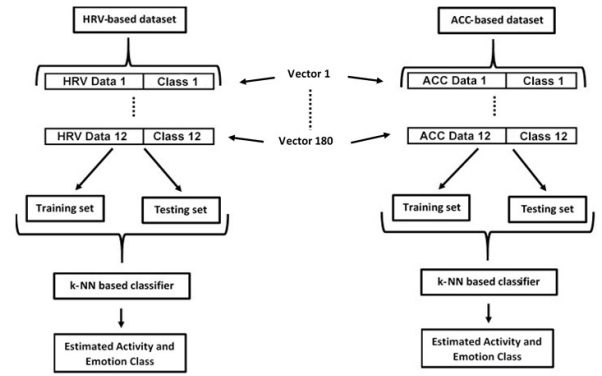 HRV-based dataset
ACC-based dataset
HRV Data 1 Class 1
Vector 1
ACC Data 1 Class 1
HRV Data 12 Class 12
Vector 180
ACC Data 12 Class 12
Training set
Testing set
Training set
Testing set
k-NN based classifier
k-NN based classifier
Estimated Activity and
Emotion Class
Estimated Activity and
Emotion Class